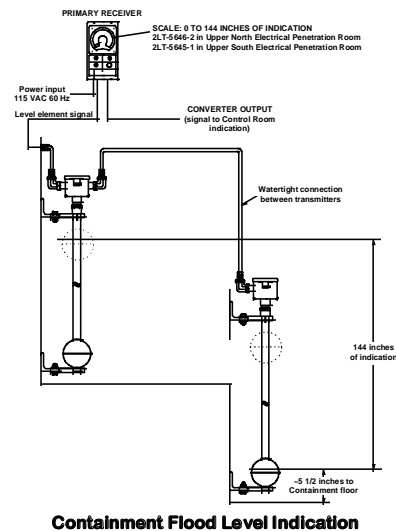 PRIMARY RECEIVER
SCALE: 0 TO 144 INCHES OF INDICATION
2LT-5646-2 in Upper North Electrical Penetration Room
2LT-5645-1 in Upper South Electrical Penetration Room
Power input
115 VAC 60 Hz
Level element signal
CONVERTER OUTPUT
(signal to Control Room
indication)
Watertight connection
between transmitters
144 inches
of indication
~5 1/2 inches to
Containment floor
Containment Flood Level Indication